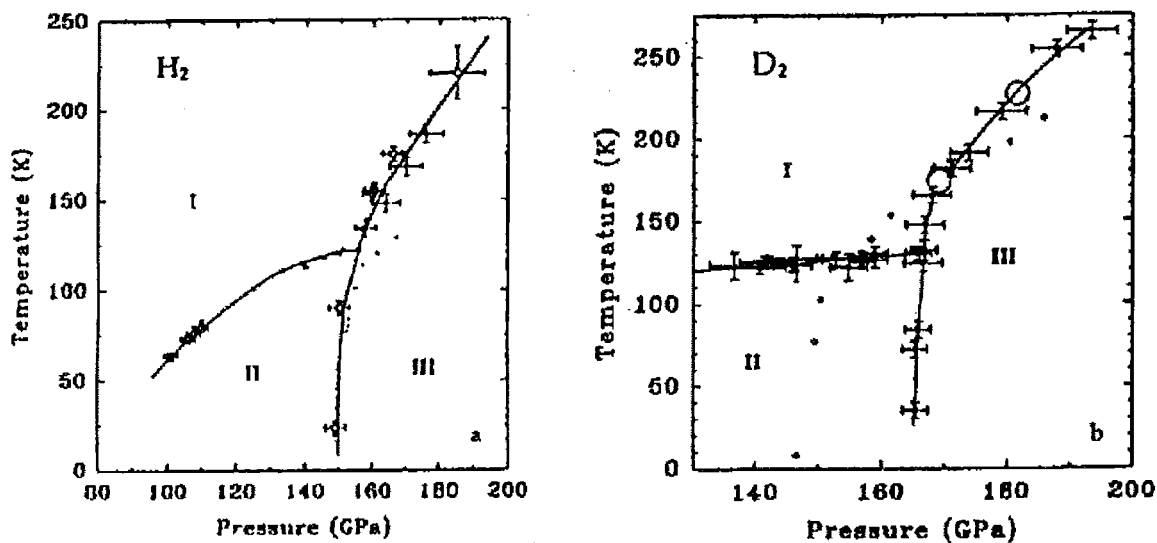 H₂
I
II
III
a
Temperature (K)
250
200
150
100
50
0
80 100 120 140 160 180 200
Pressure (GPa)
D₂
I
II
III
b
Temperature (K)
250
200
150
100
50
0
140 160 180 200
Pressure (GPa)